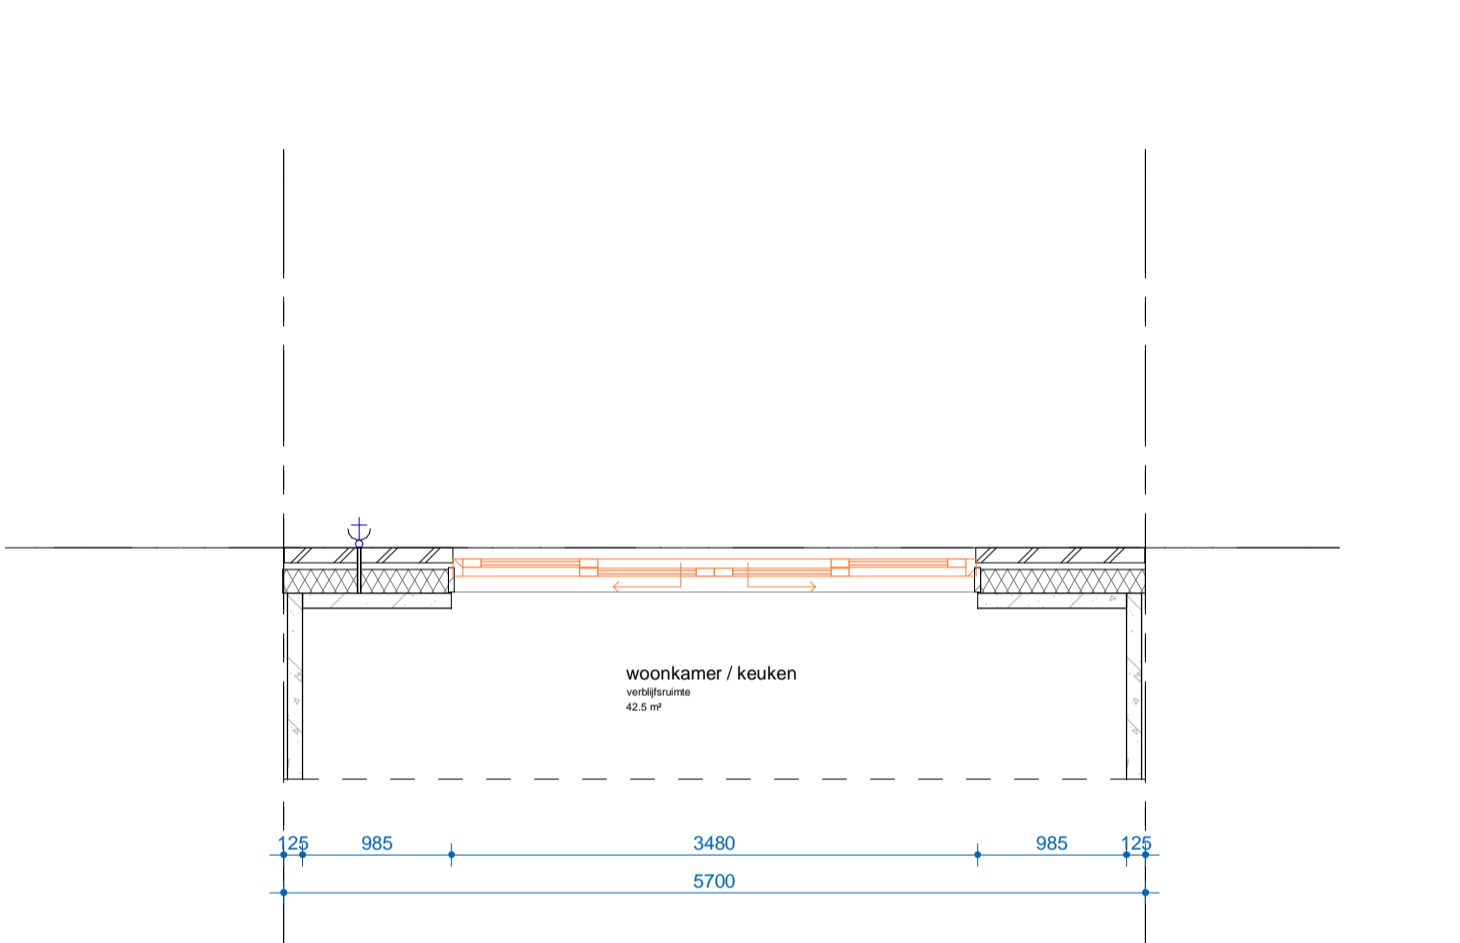 woonkamer / keuken
verblijfsruimte
42.5 m²
125 985 3480 985 125
5700